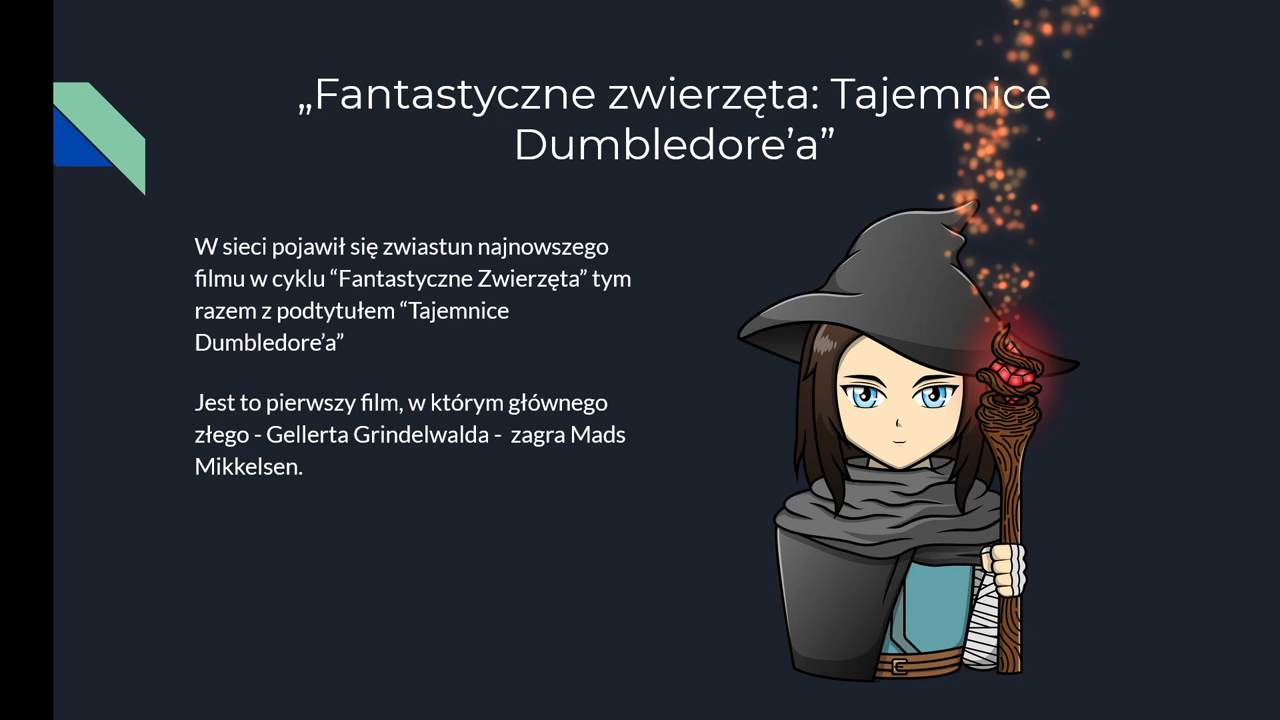 „Fantastyczne zwierzęta: Tajemnice
Dumbledore’a”
W sieci pojawił się zwiastun najnowszego
filmu w cyklu “Fantastyczne Zwierzęta” tym
razem z podtytułem “Tajemnice
Dumbledore’a”
Jest to pierwszy film, w którym głównego
złego - Gellerta Grindelwalda -  zagra Mads
Mikkelsen.